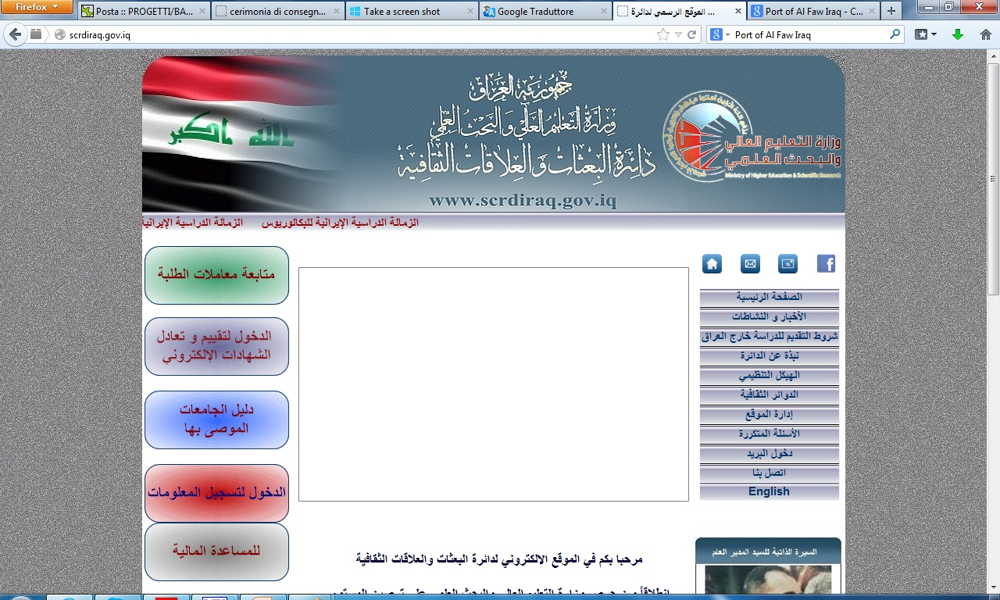 Firefox
Posta :: PROGETTI/BA...
cerimonia di consegn...
Take a screen shot
Google Traduttore
الموقع الرسمي لدائرة ...
Port of Al Faw Iraq - C...
scrdiraq.gov.iq
Port of Al Faw Iraq
الله اكبر
جمهورية العراق
وزارة التعليم العالي والبحث العلمي
دائرة البعثات والعلاقات الثقافية
www.scrdiraq.gov.iq
وزارة التعليم العالي
والبحث العلمي
Ministry of Higher Education & Scientific Research
الزمالة الدراسية الإيرانية للبكالوريوس
الزمالة الدراسية الإيرانية
الصفحة الرئيسية
الأخبار و النشاطات
شروط التقديم للدراسة خارج العراق
نبذة عن الدائرة
الهيكل التنظيمي
الدوائر الثقافية
إدارة الموقع
الأسئلة المتكررة
دخول البريد
اتصل بنا
English
السيرة الذاتية للسيد المدير العام
متابعة معاملات الطلبة
الدخول لتقييم و تعادل
الشهادات الإلكتروني
دليل الجامعات
الموصى بها
الدخول لتسجيل المعلومات
للمساعدة المالية
مرحبا بكم في الموقع الالكتروني لدائرة البعثات والعلاقات الثقافية